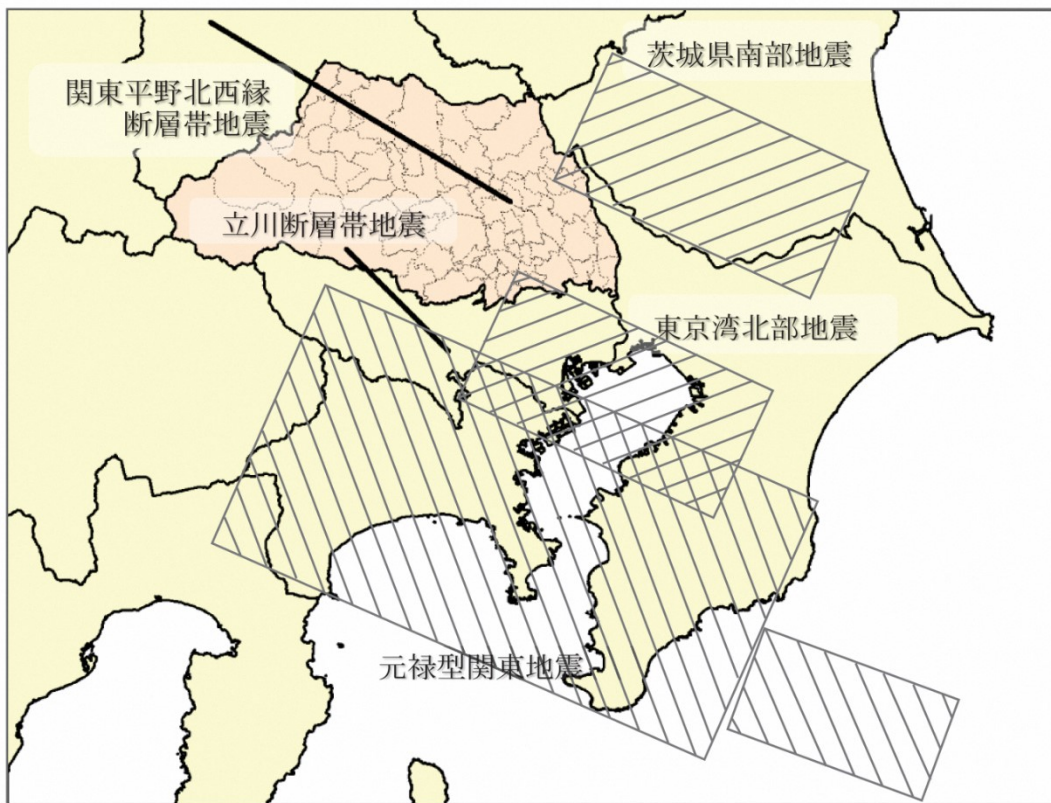 茨城県南部地震
関東平野北西縁
断層帯地震
立川断層帯地震
東京湾北部地震
元禄型関東地震